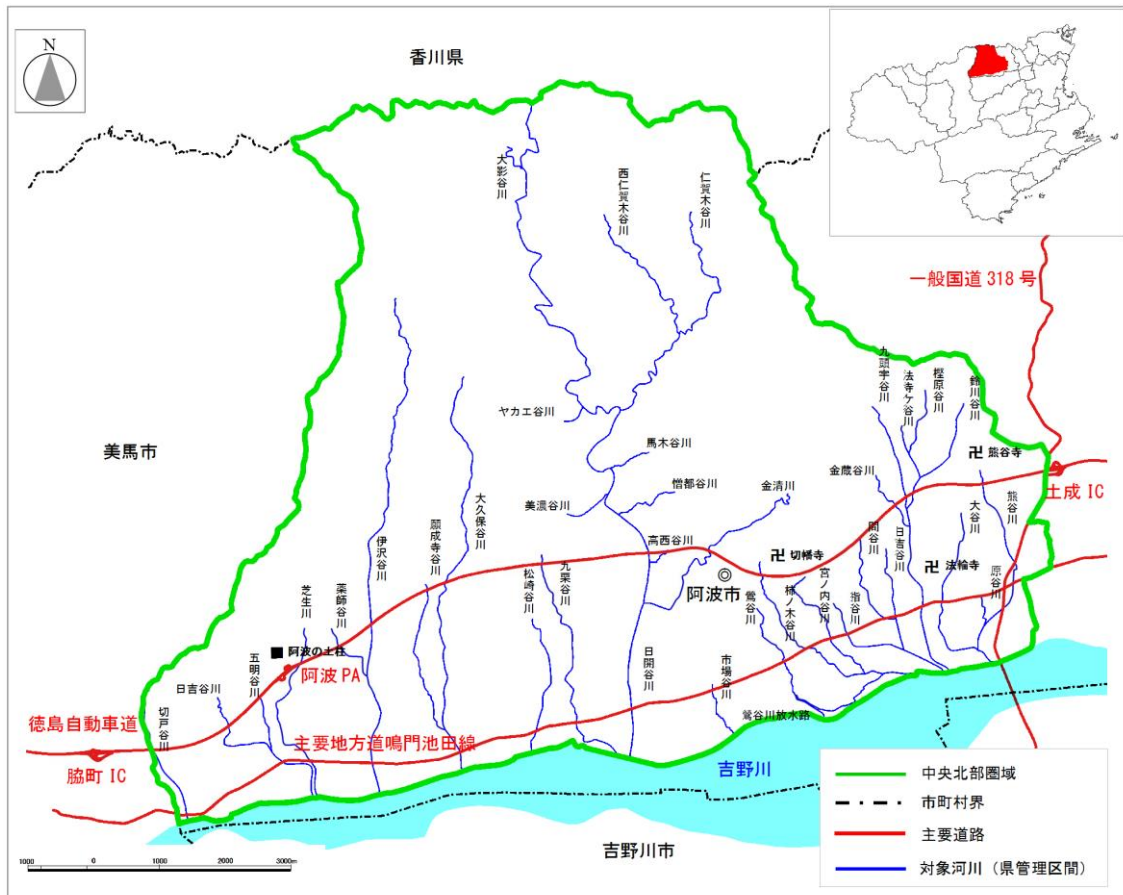 N
香川県
大影谷川
西仁賀木谷川
仁賀木谷川
一般国道 318 号
九頭宇谷川
法寺ケ谷川
樫原谷川
鈴川谷川
ヤカエ谷川
美馬市
馬木谷川
卍 熊谷寺
土成 IC
金蔵谷川
憎都谷川
金清川
美濃谷川
大谷川
熊谷川
大久保谷川
願成寺谷川
伊沢谷川
高西谷川
間谷川
日吉谷川
卍 切幡寺
卍 法輪寺
原谷川
松崎谷川
九栗谷川
阿波市
宮ノ内谷川
柿ノ木谷川
指谷川
鶯谷川
芝生川
薬師谷川
阿波の土柱
阿波 PA
五明谷川
日吉谷川
切戸谷川
日開谷川
市場谷川
鶯谷川放水路
徳島自動車道
主要地方道鳴門池田線
脇町 IC
吉野川
吉野川市
中央北部圏域
市町村界
主要道路
対象河川（県管理区間）
1000 0 1000 2000 3000m